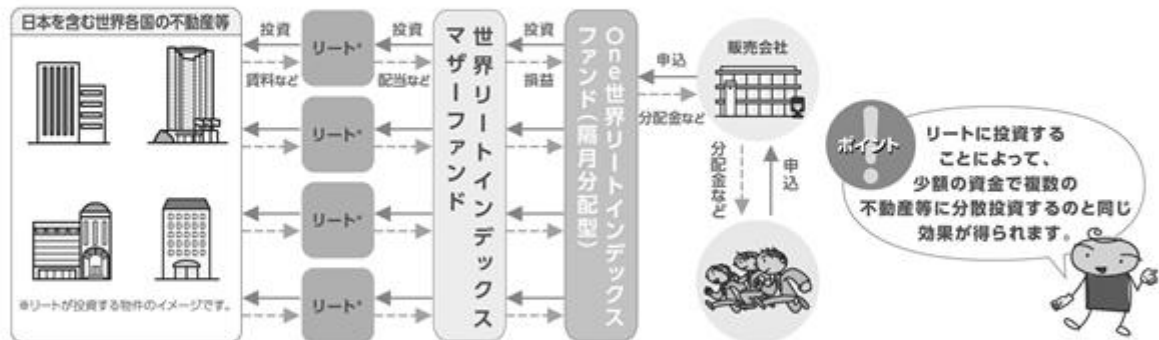 日本を含む世界各国の不動産等
※リートが投資する物件のイメージです。
投資
賃料など
リート*
リート*
リート*
リート*
投資
配当など
世界リートインデックス
マザーファンド
投資
損益
One世界リートインデックス
ファンド（隔月分配型）
申込
分配金など
販売会社
分配金など
申込
ポイント
リートに投資する
ことによって、
少額の資金で複数の
不動産等に分散投資するのと同じ
効果が得られます。